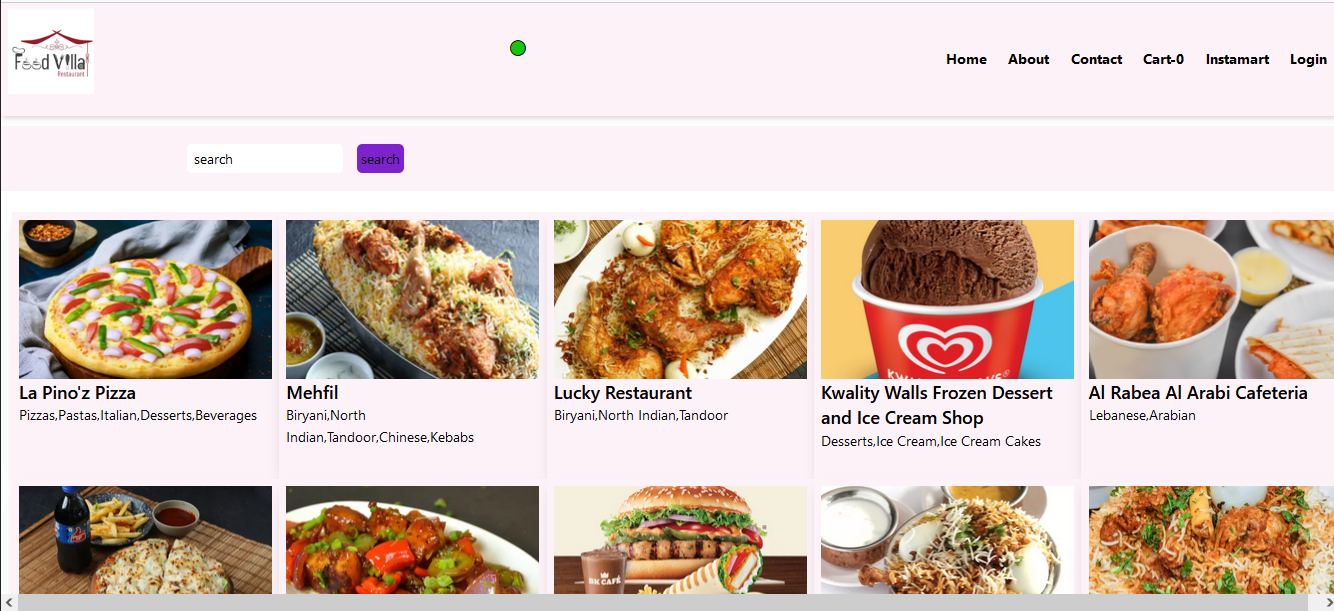 Food Villa
Restaurant
Home About Contact Cart-0 Instamart Login
search search
La Pino'z Pizza
Pizzas,Pastas,Italian,Desserts,Beverages
Mehfil
Biryani,North
Indian,Tandoor,Chinese,Kebabs
Lucky Restaurant
Biryani,North Indian,Tandoor
Kwality Walls Frozen Dessert
and Ice Cream Shop
Desserts,Ice Cream,Ice Cream Cakes
Al Rabea Al Arabi Cafeteria
Lebanese,Arabian
BK CAFÉ